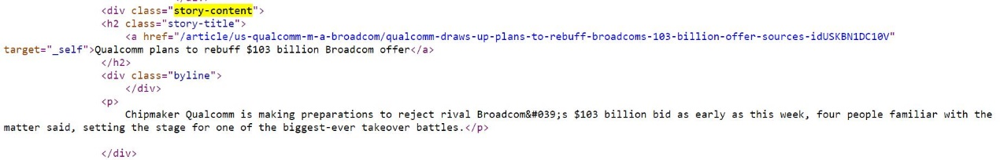 <div class="story-content">
<h2 class="story-title">
<a href="/article/us-qualcomm-m-a-broadcom/qualcomm-draws-up-plans-to-rebuff-broadcoms-103-billion-offer-sources-idUSKBN1DC10V"
target="_self">Qualcomm plans to rebuff $103 billion Broadcom offer</a>
</h2>
<div class="byline">
</div>
<p>
Chipmaker Qualcomm is making preparations to reject rival Broadcom&#039;s $103 billion bid as early as this week, four people familiar with the
matter said, setting the stage for one of the biggest-ever takeover battles.</p>
</div>